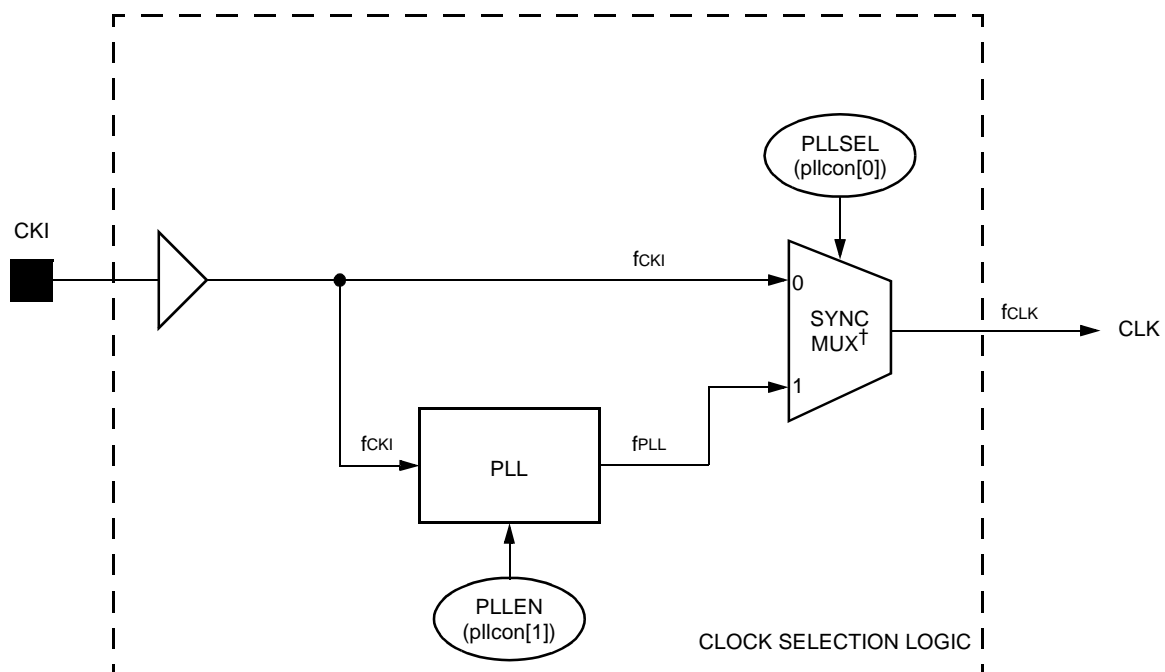 PLLSEL
(pllcon[0])
CKI
fCKI
0
SYNC
MUX†
fCLK
CLK
1
fCKI
PLL
fPLL
PLLEN
(pllcon[1])
CLOCK SELECTION LOGIC